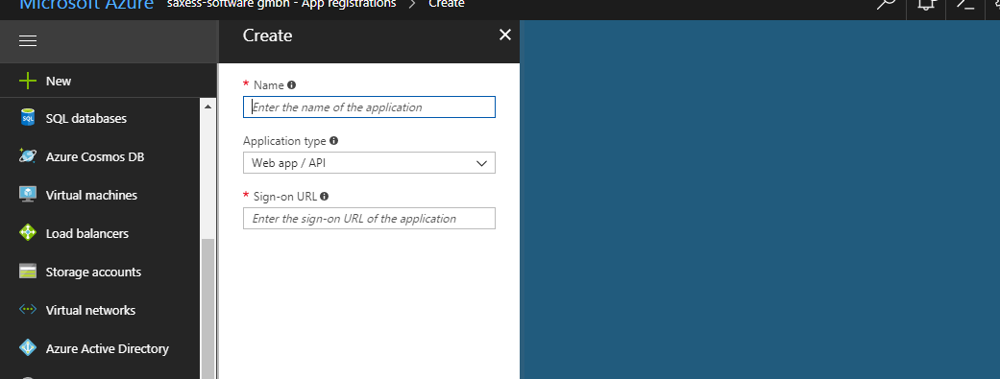 Microsoft Azure saxess-software gmbh - App registrations > Create
Create
New
* Name
Enter the name of the application
SQL databases
SQL
Application type
Azure Cosmos DB
Web app / API
Virtual machines
* Sign-on URL
Enter the sign-on URL of the application
Load balancers
Storage accounts
Virtual networks
Azure Active Directory